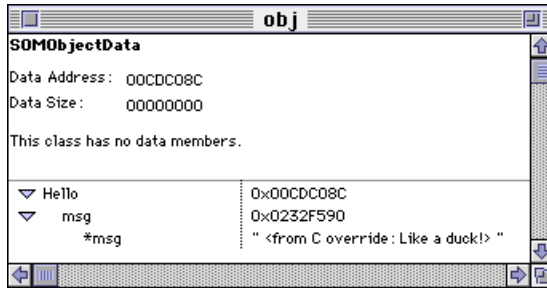 obj
SOMObjectData
Data Address: 00CDC08C
Data Size: 00000000
This class has no data members.
Hello 0x00CDC08C
msg 0x0232F590
*msg " <from C override: Like a duck!> "